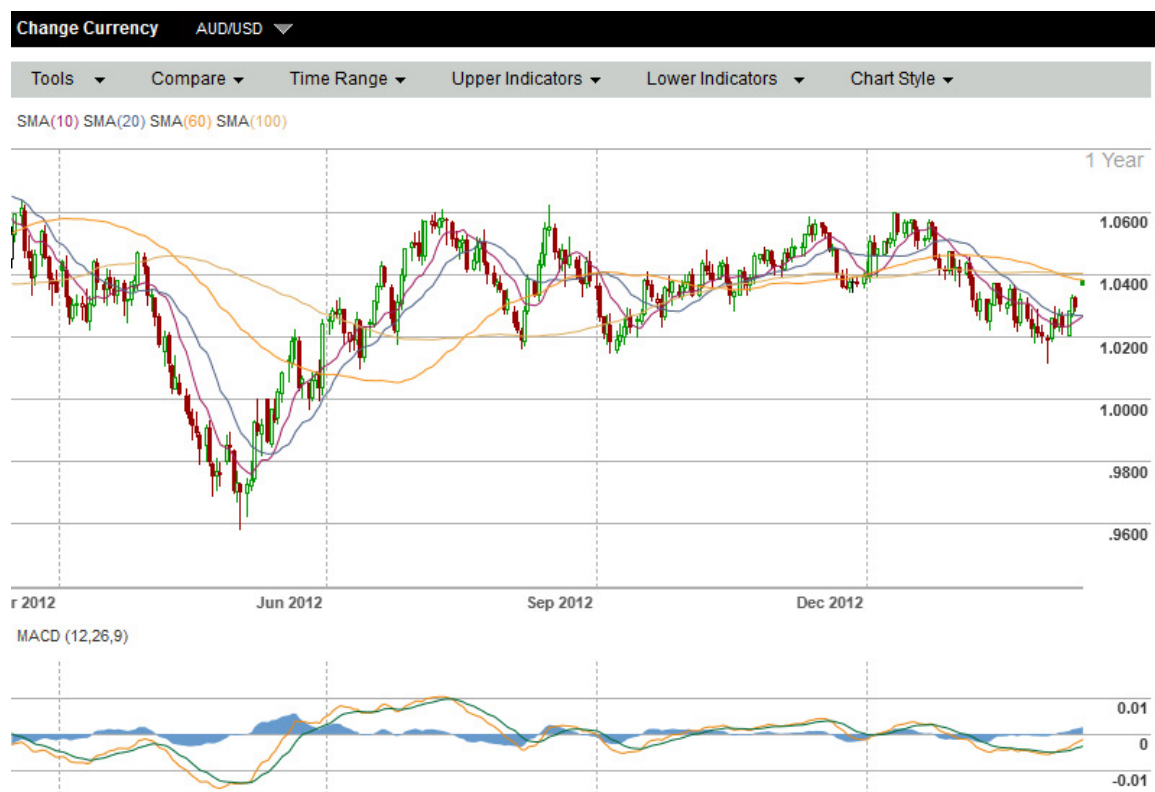 Change Currency AUD/USD
Tools Compare Time Range Upper Indicators Lower Indicators Chart Style
SMA(10) SMA(20) SMA(60) SMA(100)
1 Year
1.0600
1.0400
1.0200
1.0000
.9800
.9600
r 2012 Jun 2012 Sep 2012 Dec 2012
MACD (12,26,9)
0.01
0
-0.01